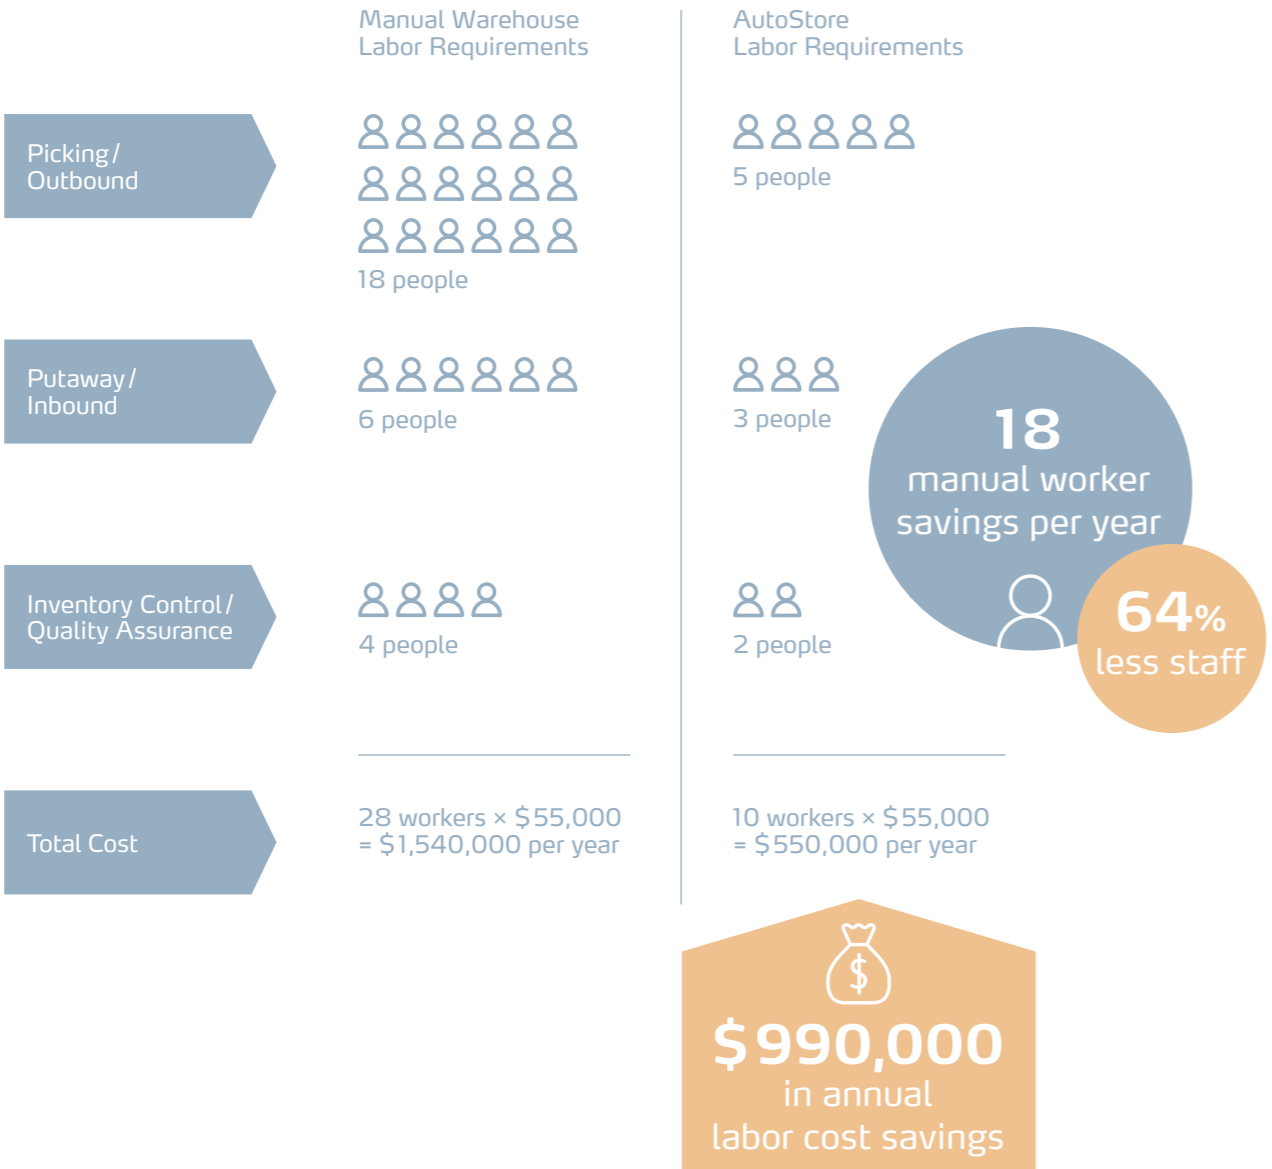 Manual Warehouse
Labor Requirements
AutoStore
Labor Requirements
Picking/
Outbound
18 people
5 people
Putaway/
Inbound
6 people
3 people
18
manual worker
savings per year
64%
less staff
Inventory Control/
Quality Assurance
4 people
2 people
Total Cost
28 workers × $55,000
= $1,540,000 per year
10 workers × $55,000
= $550,000 per year
$
$990,000
in annual
labor cost savings